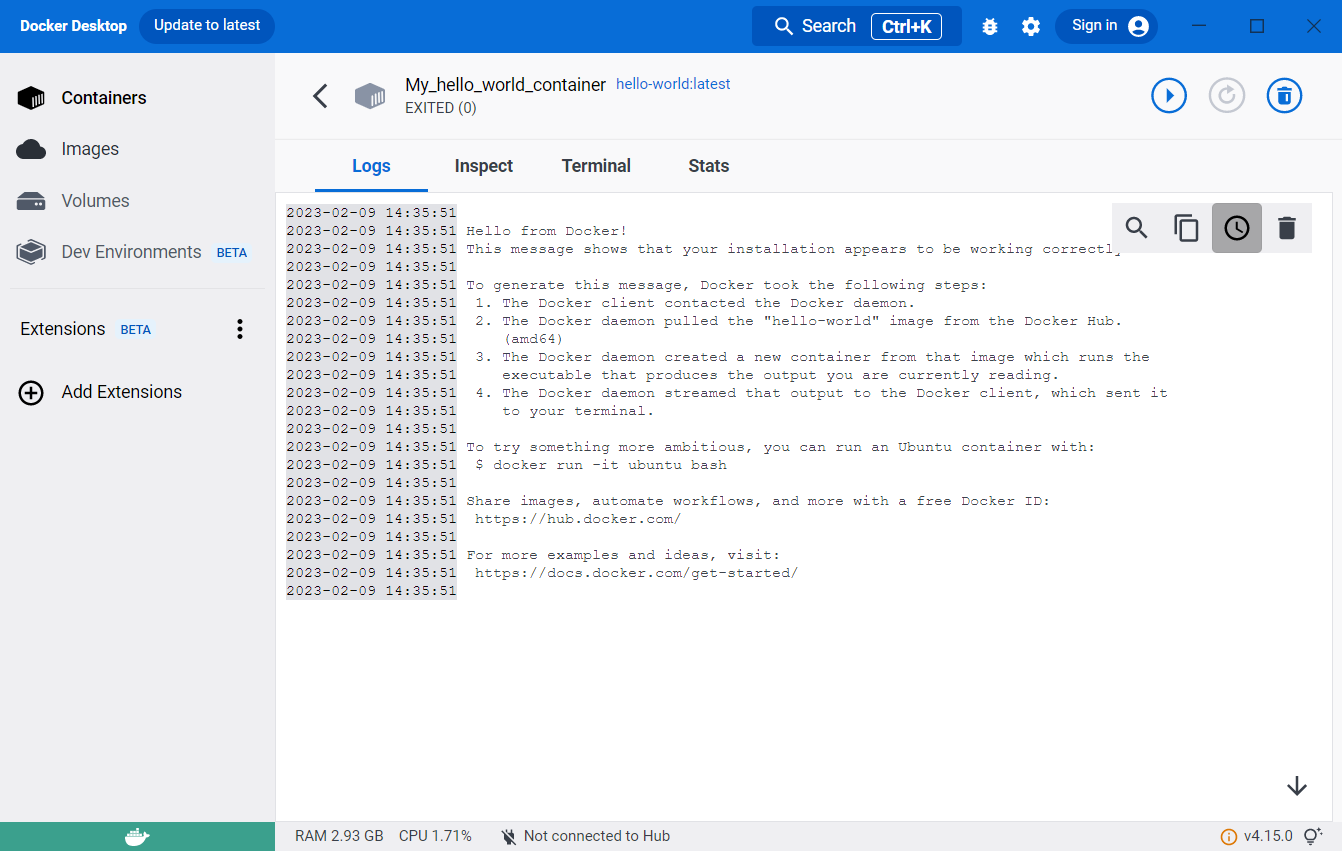 Docker Desktop
Update to latest
Search
Ctrl+K
Sign in
Containers
Images
Volumes
Dev Environments BETA
Extensions BETA
Add Extensions
My_hello_world_container hello-world:latest
EXITED (0)
Logs Inspect Terminal Stats
2023-02-09 14:35:51
2023-02-09 14:35:51 Hello from Docker!
2023-02-09 14:35:51 This message shows that your installation appears to be working correctly
2023-02-09 14:35:51
2023-02-09 14:35:51 To generate this message, Docker took the following steps:
2023-02-09 14:35:51 1. The Docker client contacted the Docker daemon.
2023-02-09 14:35:51 2. The Docker daemon pulled the "hello-world" image from the Docker Hub.
2023-02-09 14:35:51 (amd64)
2023-02-09 14:35:51 3. The Docker daemon created a new container from that image which runs the
2023-02-09 14:35:51 executable that produces the output you are currently reading.
2023-02-09 14:35:51 4. The Docker daemon streamed that output to the Docker client, which sent it
2023-02-09 14:35:51 to your terminal.
2023-02-09 14:35:51
2023-02-09 14:35:51 To try something more ambitious, you can run an Ubuntu container with:
2023-02-09 14:35:51 $ docker run -it ubuntu bash
2023-02-09 14:35:51
2023-02-09 14:35:51 Share images, automate workflows, and more with a free Docker ID:
2023-02-09 14:35:51 https://hub.docker.com/
2023-02-09 14:35:51
2023-02-09 14:35:51 For more examples and ideas, visit:
2023-02-09 14:35:51 https://docs.docker.com/get-started/
2023-02-09 14:35:51
RAM 2.93 GB CPU 1.71% Not connected to Hub
v4.15.0